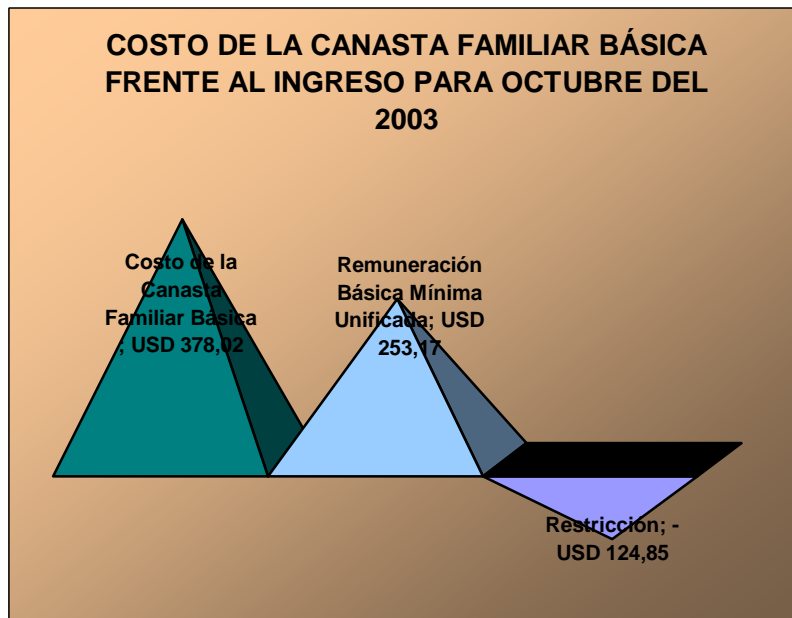 COSTO DE LA CANASTA FAMILIAR BÁSICA
FRENTE AL INGRESO PARA OCTUBRE DEL
2003
Costo de la
Canasta
Familiar Básica
; USD 378,02
Remuneración
Básica Mínima
Unificada; USD
253,17
Restricción; -
USD 124,85